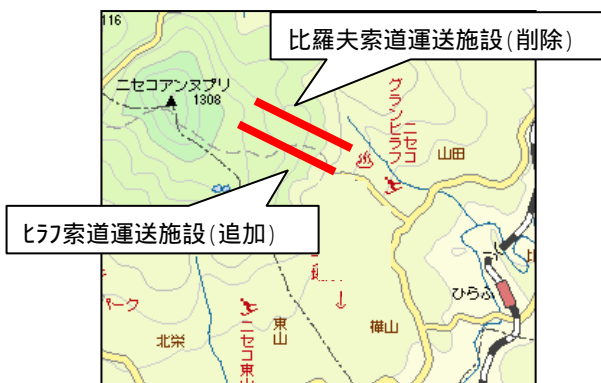 116
比羅夫索道運送施設(削除)
ニセコアンヌプリ
1308
ニセコ
グランヒラフ
山田
ﾋﾗﾌ索道運送施設(追加)
ひらふ
パーク
ニセコ東山
東山
樺山
北栄